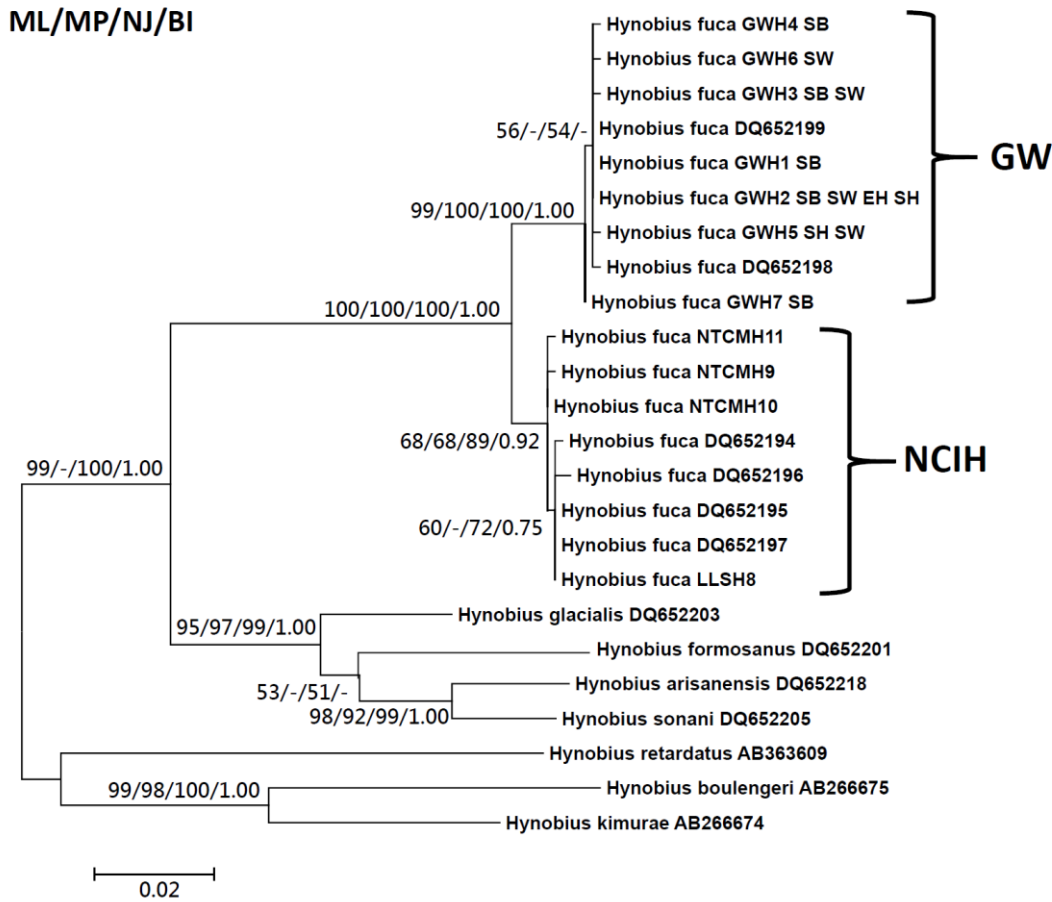 ML/MP/NJ/BI
Hynobius fuca GWH4 SB
Hynobius fuca GWH6 SW
Hynobius fuca GWH3 SB SW
56/-/54/-
Hynobius fuca DQ652199
Hynobius fuca GWH1 SB
GW
Hynobius fuca GWH2 SB SW EH SH
99/100/100/1.00
Hynobius fuca GWH5 SH SW
Hynobius fuca DQ652198
Hynobius fuca GWH7 SB
100/100/100/1.00
Hynobius fuca NTCMH11
Hynobius fuca NTCMH9
Hynobius fuca NTCMH10
68/68/89/0.92
Hynobius fuca DQ652194
NCIH
99/-/100/1.00
Hynobius fuca DQ652196
Hynobius fuca DQ652195
60/-/72/0.75
Hynobius fuca DQ652197
Hynobius fuca LLSH8
Hynobius glacialis DQ652203
95/97/99/1.00
Hynobius formosanus DQ652201
Hynobius arisanensis DQ652218
53/-/51/-
98/92/99/1.00
Hynobius sonani DQ652205
Hynobius retardatus AB363609
99/98/100/1.00
Hynobius boulengeri AB266675
Hynobius kimurae AB266674
0.02